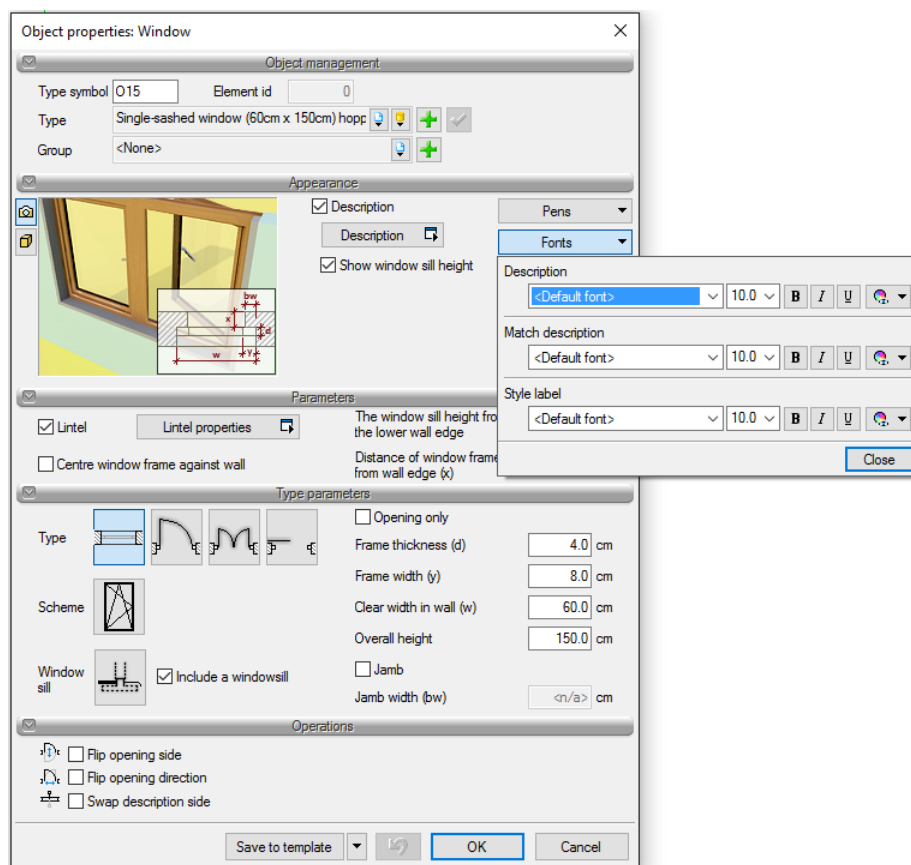 Object properties: Window
Object management
Type symbol O15 Element id 0
Type Single-sashed window (60cm x 150cm) hopp
Group <None>
Appearance
Description Pens
Description Fonts
Show window sill height
bw
x
d
w
y
Description
<Default font> 10.0 B I U
Match description
<Default font> 10.0 B I U
Style label
<Default font> 10.0 B I U
Close
Parameters
Lintel Lintel properties
The window sill height fro
the lower wall edge
Centre window frame against wall
Distance of window frame
from wall edge (x)
Type parameters
Type
Opening only
Frame thickness (d) 4.0 cm
Frame width (y) 8.0 cm
Scheme
Clear width in wall (w) 60.0 cm
Overall height 150.0 cm
Window
sill
Include a windowsill
Jamb
Jamb width (bw) <n/a> cm
Operations
Flip opening side
Flip opening direction
Swap description side
Save to template OK Cancel